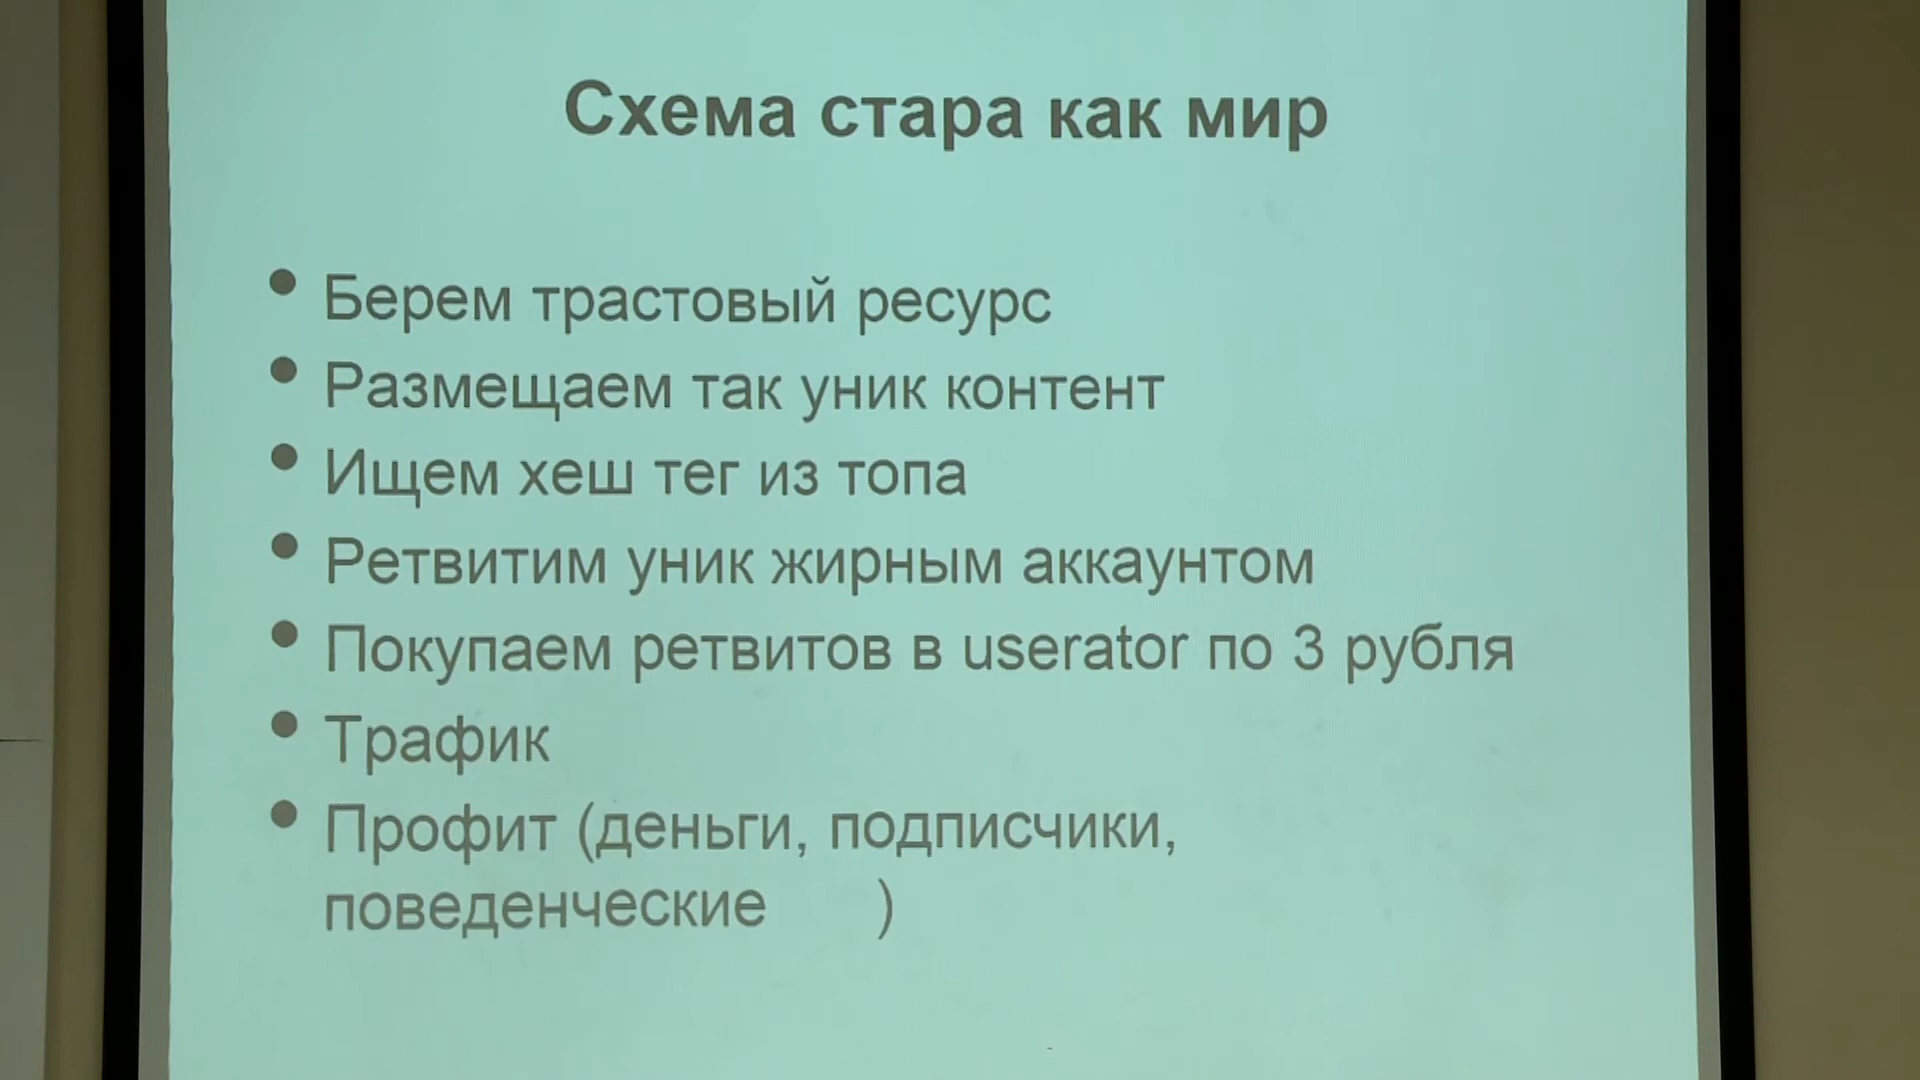 Схема стара как мир
• Берем трастовый ресурс
• Размещаем так уник контент
• Ищем хеш тег из топа
• Ретвитим уник жирным аккаунтом
• Покупаем ретвитов в userator по 3 рубля
• Трафик
• Профит (деньги, подписчики,
поведенческие )